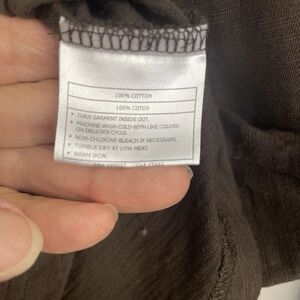 100% COTTON
100% COTON
• TURN GARMENT INSIDE OUT.
• MACHINE WASH COLD WITH LIKE COLORS
ON DELICATE CYCLE.
• NON-CHLORINE BLEACH IF NECESSARY.
• TUMBLE DRY AT LOW HEAT.
• WARM IRON.